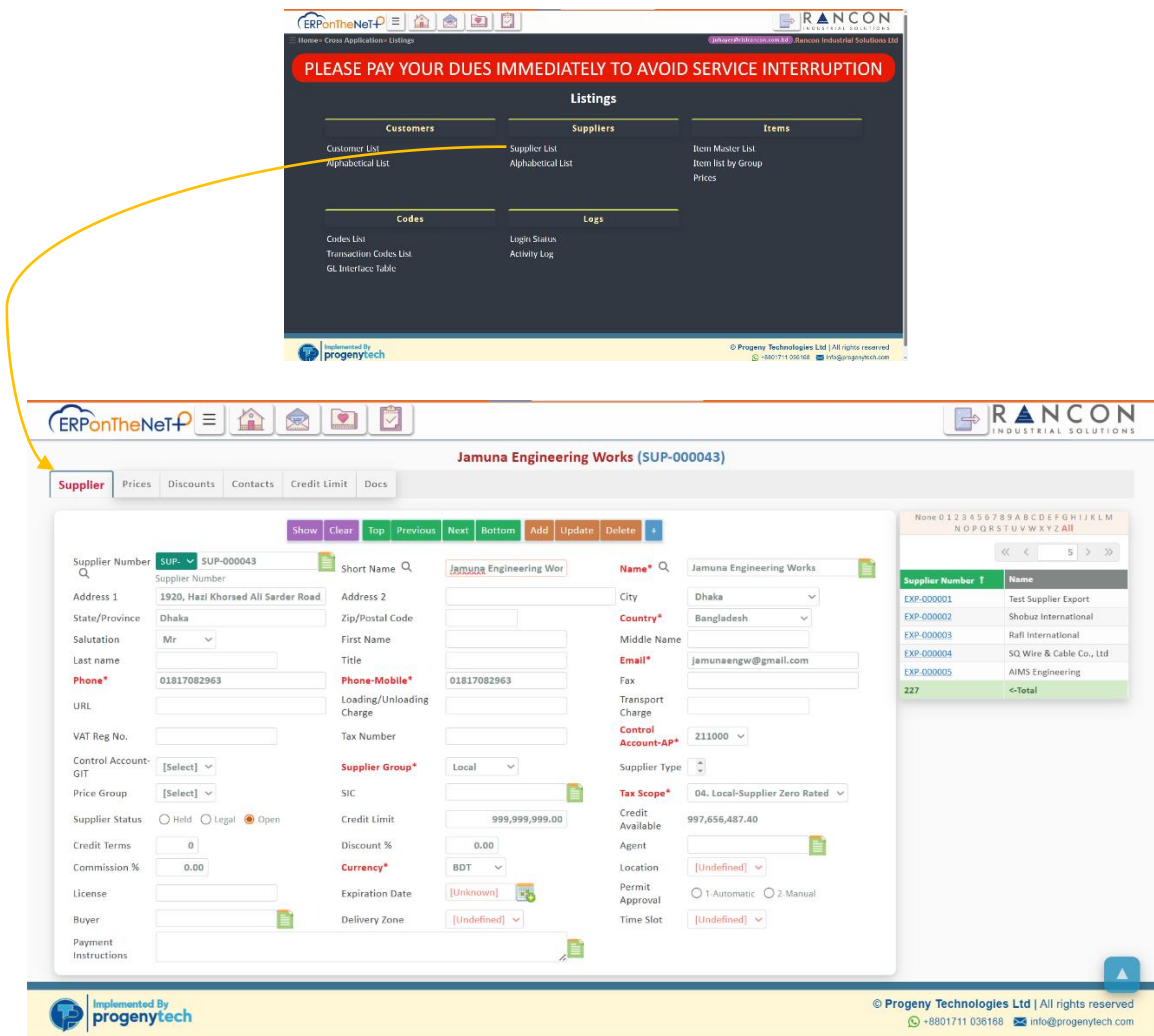 ERPonTheNeT+P
RANCON
INDUSTRIAL SOLUTIONS
Home» Cross Application» Listings
Rancon Industrial Solutions Ltd
PLEASE PAY YOUR DUES IMMEDIATELY TO AVOID SERVICE INTERRUPTION
Listings
Customers Suppliers Items
Customer List Supplier List Item Master List
Alphabetical List Alphabetical List Item list by Group
Prices
Codes Logs
Codes List Login Status
Transaction Codes List Activity Log
GL Interface Table
Implemented By
progenytech
© Progeny Technologies Ltd | All rights reserved
+8801711 036168 info@progenytech.com
ERPonTheNeT+P
RANCON
INDUSTRIAL SOLUTIONS
Jamuna Engineering Works (SUP-000043)
Supplier Prices Discounts Contacts Credit Limit Docs
Show Clear Top Previous Next Bottom Add Update Delete +
Supplier Number SUP- SUP-000043 Short Name Jamuna Engineering Wor Name* Jamuna Engineering Works
Supplier Number
Address 1 1920, Hazi Khorsed Ali Sarder Road Address 2 City Dhaka
State/Province Dhaka Zip/Postal Code Country* Bangladesh
Salutation Mr First Name Middle Name
Last name Title Email* jamunaengw@gmail.com
Phone* 01817082963 Phone-Mobile* 01817082963 Fax
URL Loading/Unloading Charge Transport Charge
VAT Reg No. Tax Number Control Account-AP* 211000
Control Account-GIT [Select] Supplier Group* Local Supplier Type
Price Group [Select] SIC Tax Scope* 04. Local-Supplier Zero Rated
Supplier Status Held Legal Open Credit Limit 999,999,999.00 Credit Available 997,656,487.40
Credit Terms 0 Discount % 0.00 Agent
Commission % 0.00 Currency* BDT Location [Undefined]
License Expiration Date [Unknown] Permit Approval 1-Automatic 2-Manual
Buyer Delivery Zone [Undefined] Time Slot [Undefined]
Payment Instructions
None 0 1 2 3 4 5 6 7 8 9 A B C D E F G H I J K L M
N O P Q R S T U V W X Y Z All
<< < 5 > >>
Supplier Number ↑ Name
EXP-000001 Test Supplier Export
EXP-000002 Shobuz International
EXP-000003 Rafi International
EXP-000004 SQ Wire & Cable Co., Ltd
EXP-000005 AIMS Engineering
227 <-Total
Implemented By
progenytech
© Progeny Technologies Ltd | All rights reserved
+8801711 036168 info@progenytech.com